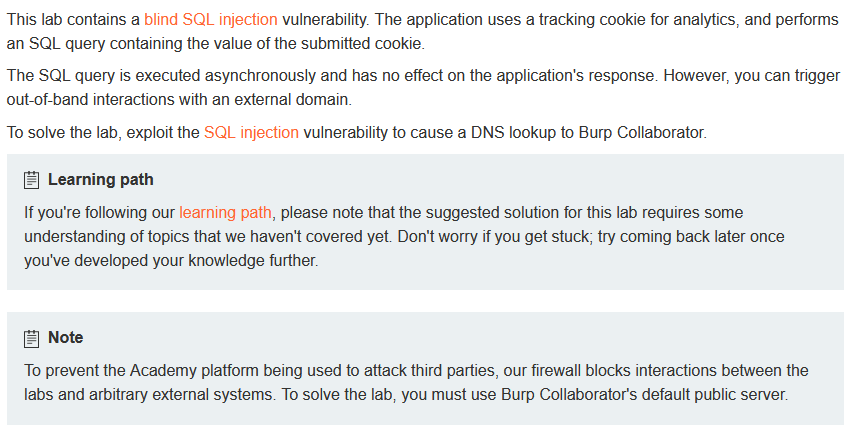 This lab contains a blind SQL injection vulnerability. The application uses a tracking cookie for analytics, and performs
an SQL query containing the value of the submitted cookie.
The SQL query is executed asynchronously and has no effect on the application's response. However, you can trigger
out-of-band interactions with an external domain.
To solve the lab, exploit the SQL injection vulnerability to cause a DNS lookup to Burp Collaborator.
Learning path
If you're following our learning path, please note that the suggested solution for this lab requires some
understanding of topics that we haven't covered yet. Don't worry if you get stuck; try coming back later once
you've developed your knowledge further.
Note
To prevent the Academy platform being used to attack third parties, our firewall blocks interactions between the
labs and arbitrary external systems. To solve the lab, you must use Burp Collaborator's default public server.